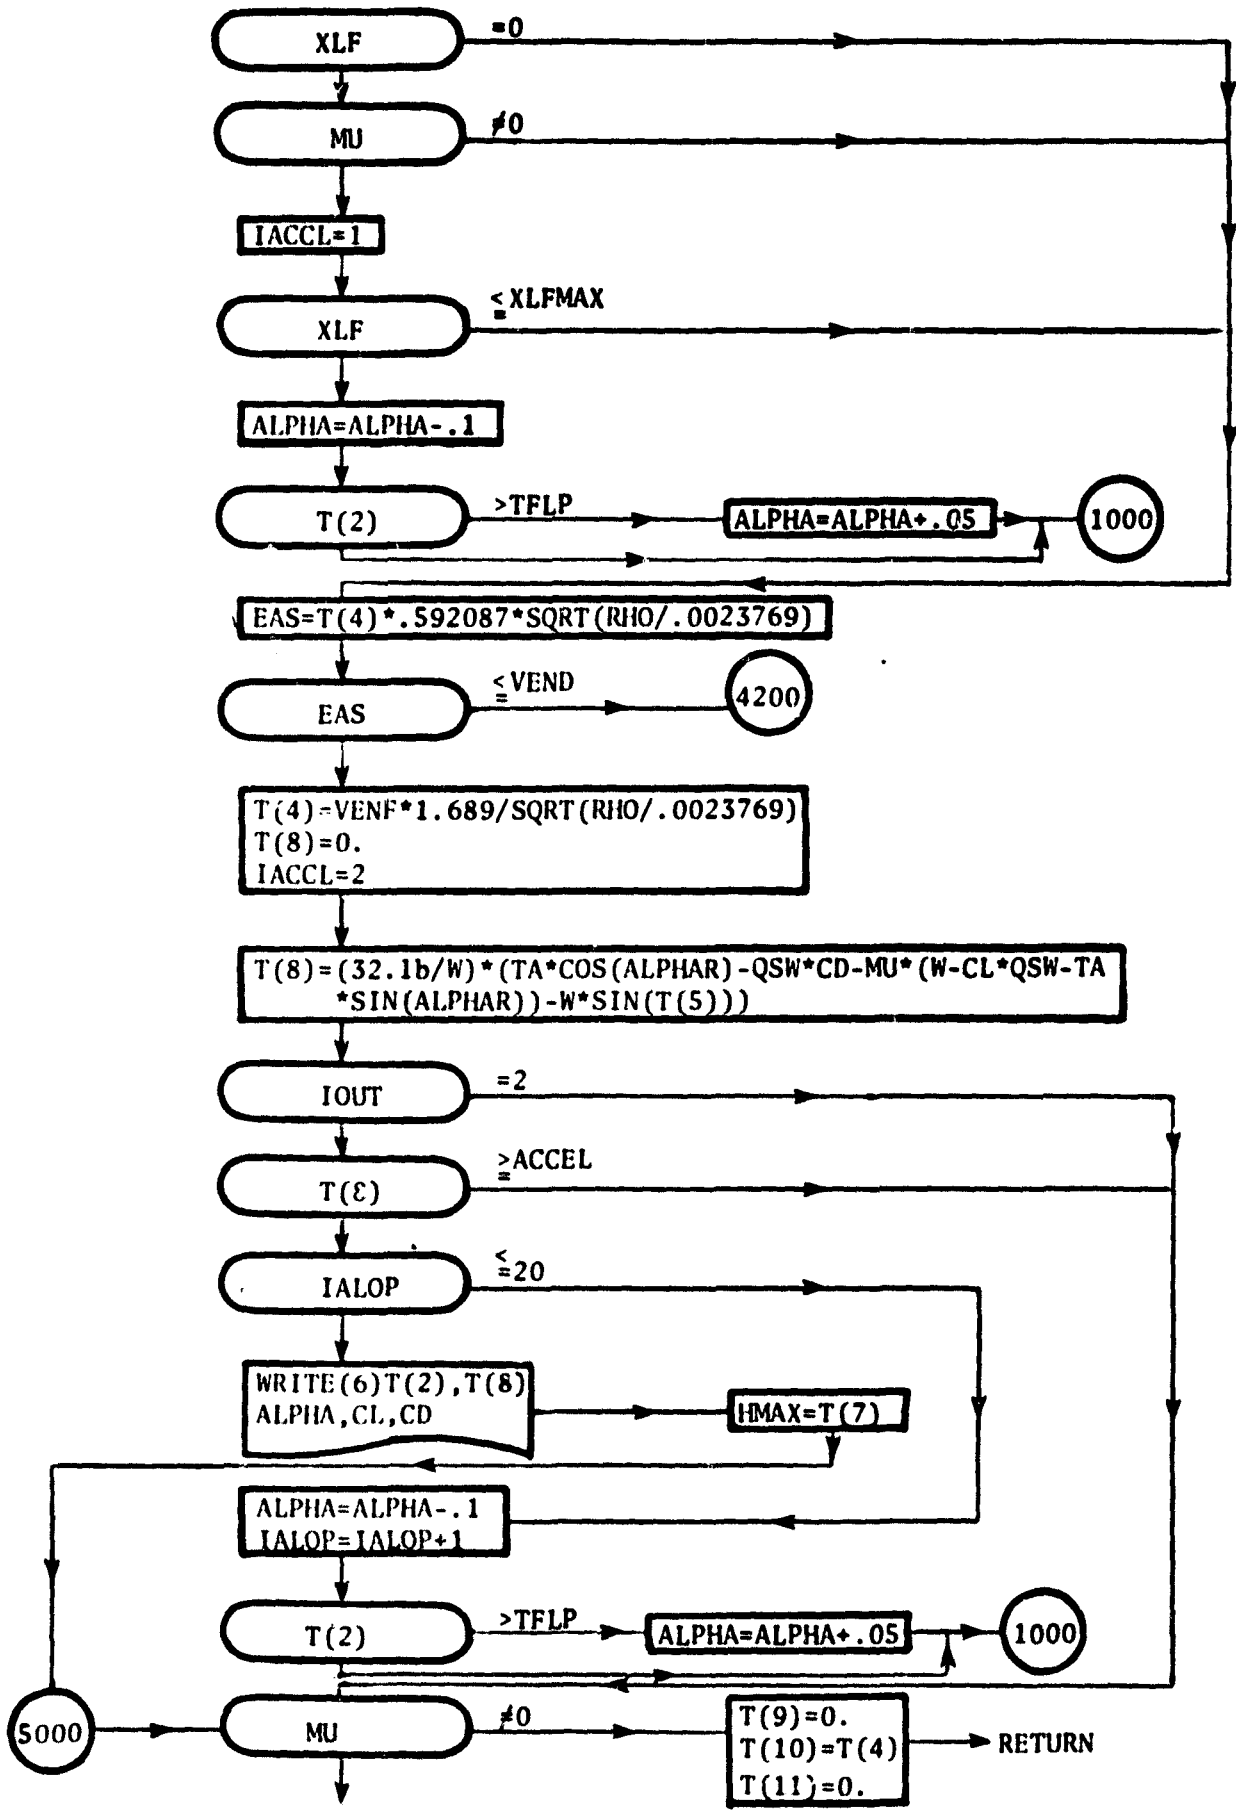 XLF
=0
MU
≠0
IACCL=1
XLF
≤XLFMAX
ALPHA=ALPHA-.1
T(2)
>TFLP
ALPHA=ALPHA+.05
1000
EAS=T(4)*.592087*SQRT(RHO/.0023769)
EAS
≤VEND
4200
T(4)=VENF*1.689/SQRT(RHO/.0023769)
T(8)=0.
IACCL=2
T(8)=(32.1b/W)*(TA*COS(ALPHAR)-QSW*CD-MU*(W-CL*QSW-TA
*SIN(ALPHAR))-W*SIN(T(5)))
IOUT
=2
T(8)
≥ACCEL
IALOP
≤20
WRITE(6)T(2),T(8)
ALPHA,CL,CD
HMAX=T(7)
ALPHA=ALPHA-.1
IALOP=IALOP+1
T(2)
>TFLP
ALPHA=ALPHA+.05
1000
5000
MU
≠0
T(9)=0.
T(10)=T(4)
T(11)=0.
RETURN